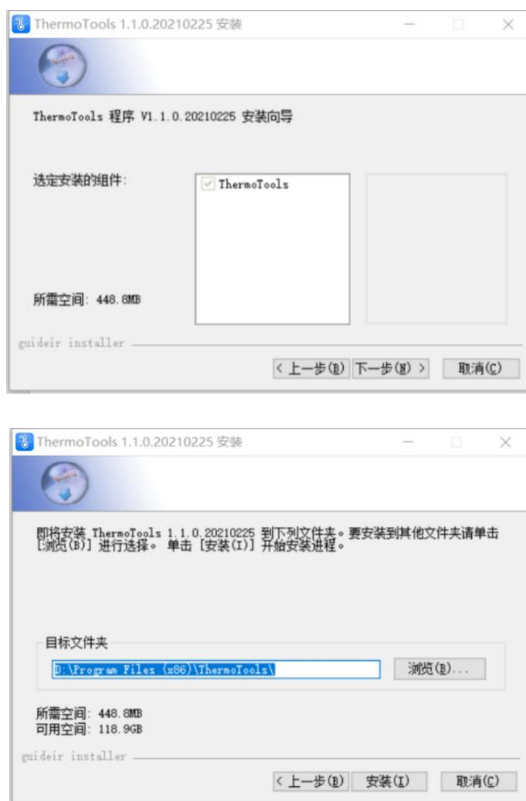 ThermoTools 1.1.0.20210225 安装
ThermoTools 程序 V1.1.0.20210225 安装向导
选定安装的组件:
ThermoTools
所需空间: 448.8MB
guideir installer
< 上一步(B) 下一步(N) > 取消(C)
ThermoTools 1.1.0.20210225 安装
即将安装 ThermoTools 1.1.0.20210225 到下列文件夹。要安装到其他文件夹请单击
[浏览(B)] 进行选择。 单击 [安装(I)] 开始安装进程。
目标文件夹
D:\Program Files (x86)\ThermoTools\ 浏览(B)...
所需空间: 448.8MB
可用空间: 118.9GB
guideir installer
< 上一步(B) 安装(I) 取消(C)